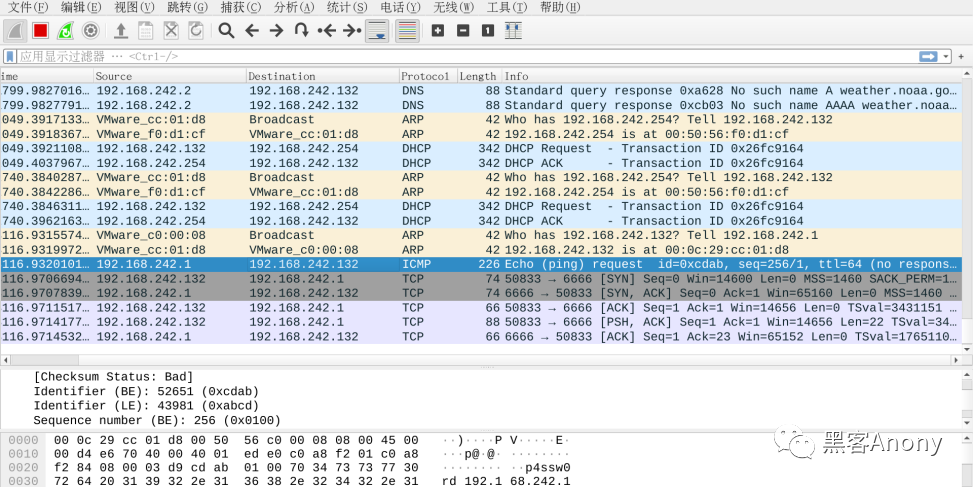 文件(F) 编辑(E) 视图(V) 跳转(G) 捕获(C) 分析(A) 统计(S) 电话(Y) 无线(W) 工具(T) 帮助(H)
应用显示过滤器 … <Ctrl-/>
ime Source Destination Protocol Length Info
799.9827016… 192.168.242.2 192.168.242.132 DNS 88 Standard query response 0xa628 No such name A weather.noaa.go…
799.9827791… 192.168.242.2 192.168.242.132 DNS 88 Standard query response 0xcb03 No such name AAAA weather.noaa…
049.3917133… VMware_cc:01:d8 Broadcast ARP 42 Who has 192.168.242.254? Tell 192.168.242.132
049.3918367… VMware_f0:d1:cf VMware_cc:01:d8 ARP 42 192.168.242.254 is at 00:50:56:f0:d1:cf
049.3921108… 192.168.242.132 192.168.242.254 DHCP 342 DHCP Request - Transaction ID 0x26fc9164
049.4037967… 192.168.242.254 192.168.242.132 DHCP 342 DHCP ACK - Transaction ID 0x26fc9164
740.3840287… VMware_cc:01:d8 Broadcast ARP 42 Who has 192.168.242.254? Tell 192.168.242.132
740.3842286… VMware_f0:d1:cf VMware_cc:01:d8 ARP 42 192.168.242.254 is at 00:50:56:f0:d1:cf
740.3846311… 192.168.242.132 192.168.242.254 DHCP 342 DHCP Request - Transaction ID 0x26fc9164
740.3962163… 192.168.242.254 192.168.242.132 DHCP 342 DHCP ACK - Transaction ID 0x26fc9164
116.9315574… VMware_c0:00:08 Broadcast ARP 42 Who has 192.168.242.132? Tell 192.168.242.1
116.9319972… VMware_cc:01:d8 VMware_c0:00:08 ARP 42 192.168.242.132 is at 00:0c:29:cc:01:d8
116.9320101… 192.168.242.1 192.168.242.132 ICMP 226 Echo (ping) request id=0xcdab, seq=256/1, ttl=64 (no respons…
116.9706694… 192.168.242.132 192.168.242.1 TCP 74 50833 → 6666 [SYN] Seq=0 Win=14600 Len=0 MSS=1460 SACK_PERM=1…
116.9707839… 192.168.242.1 192.168.242.132 TCP 74 6666 → 50833 [SYN, ACK] Seq=0 Ack=1 Win=65160 Len=0 MSS=1460 …
116.9711517… 192.168.242.132 192.168.242.1 TCP 66 50833 → 6666 [ACK] Seq=1 Ack=1 Win=14656 Len=0 TSval=3431151 …
116.9714177… 192.168.242.132 192.168.242.1 TCP 88 50833 → 6666 [PSH, ACK] Seq=1 Ack=1 Win=14656 Len=22 TSval=34…
116.9714532… 192.168.242.1 192.168.242.132 TCP 66 6666 → 50833 [ACK] Seq=1 Ack=23 Win=65152 Len=0 TSval=1765110…
[Checksum Status: Bad]
Identifier (BE): 52651 (0xcdab)
Identifier (LE): 43981 (0xabcd)
Sequence number (BE): 256 (0x0100)
0000 00 0c 29 cc 01 d8 00 50 56 c0 00 08 08 00 45 00 ··)····P V·····E·
0010 00 d4 e6 70 40 00 40 01 ed e0 c0 a8 f2 01 c0 a8 ···p@·@· ········
0020 f2 84 08 00 03 d9 cd ab 01 00 70 34 73 73 77 30 ········ ··p4ssw0
0030 72 64 20 31 39 32 2e 31 36 38 2e 32 34 32 2e 31 rd 192.1 68.242.1
黑客Anony